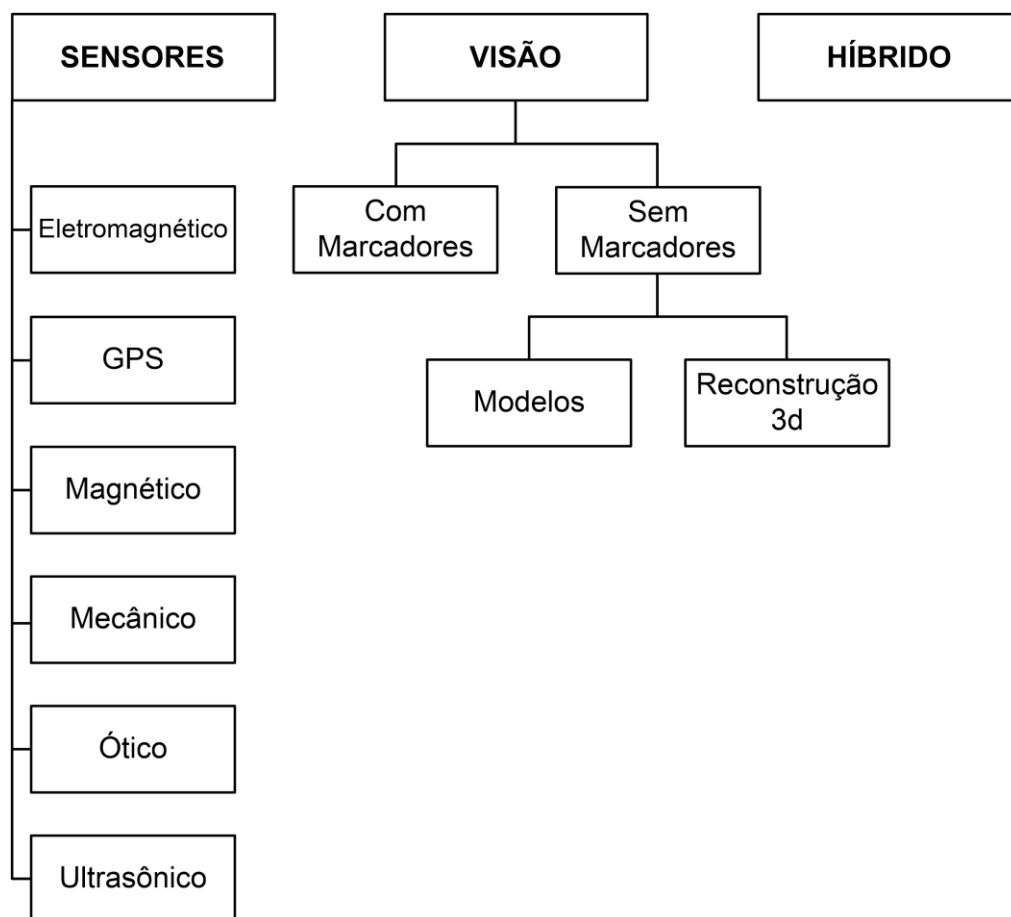 SENSORES
VISÃO
HÍBRIDO
Eletromagnético
Com
Marcadores
Sem
Marcadores
GPS
Modelos
Reconstrução
3d
Magnético
Mecânico
Ótico
Ultrasônico